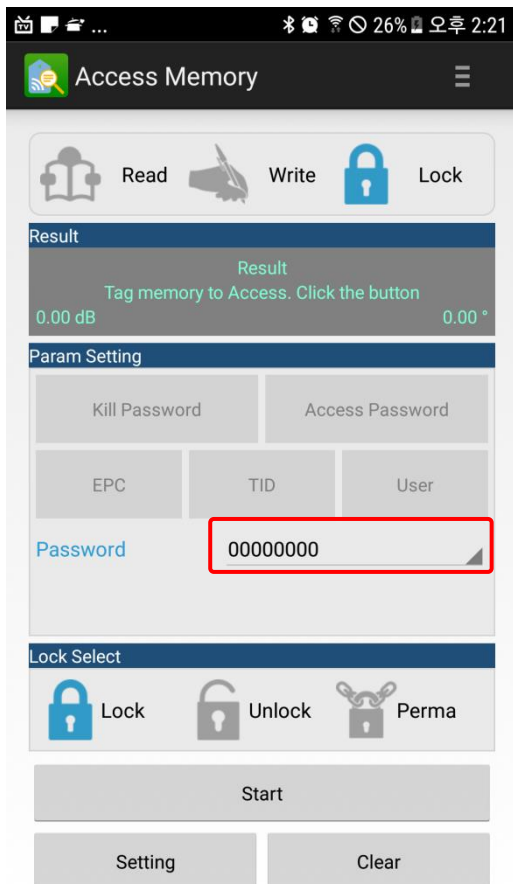 ... 26% 오후 2:21
Access Memory
Read Write Lock
Result
Result
Tag memory to Access. Click the button
0.00 dB 0.00 °
Param Setting
Kill Password Access Password
EPC TID User
Password 00000000
Lock Select
Lock Unlock Perma
Start
Setting Clear